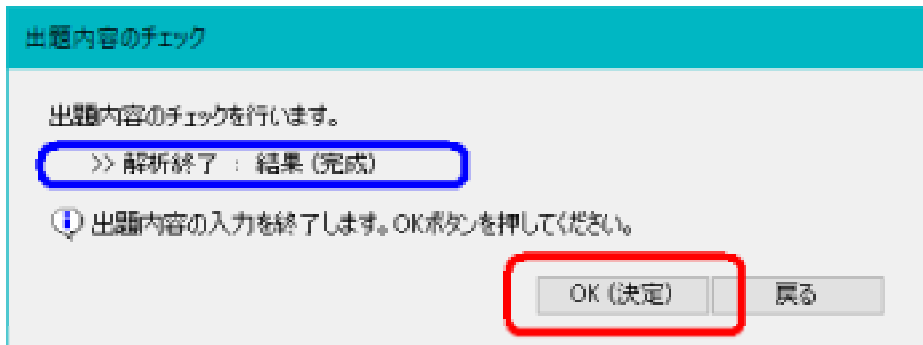 出題内容のチェック
出題内容のチェックを行います。
>> 解析終了 : 結果 (完成)
出題内容の入力を終了します。OKボタンを押してください。
OK (決定) 戻る